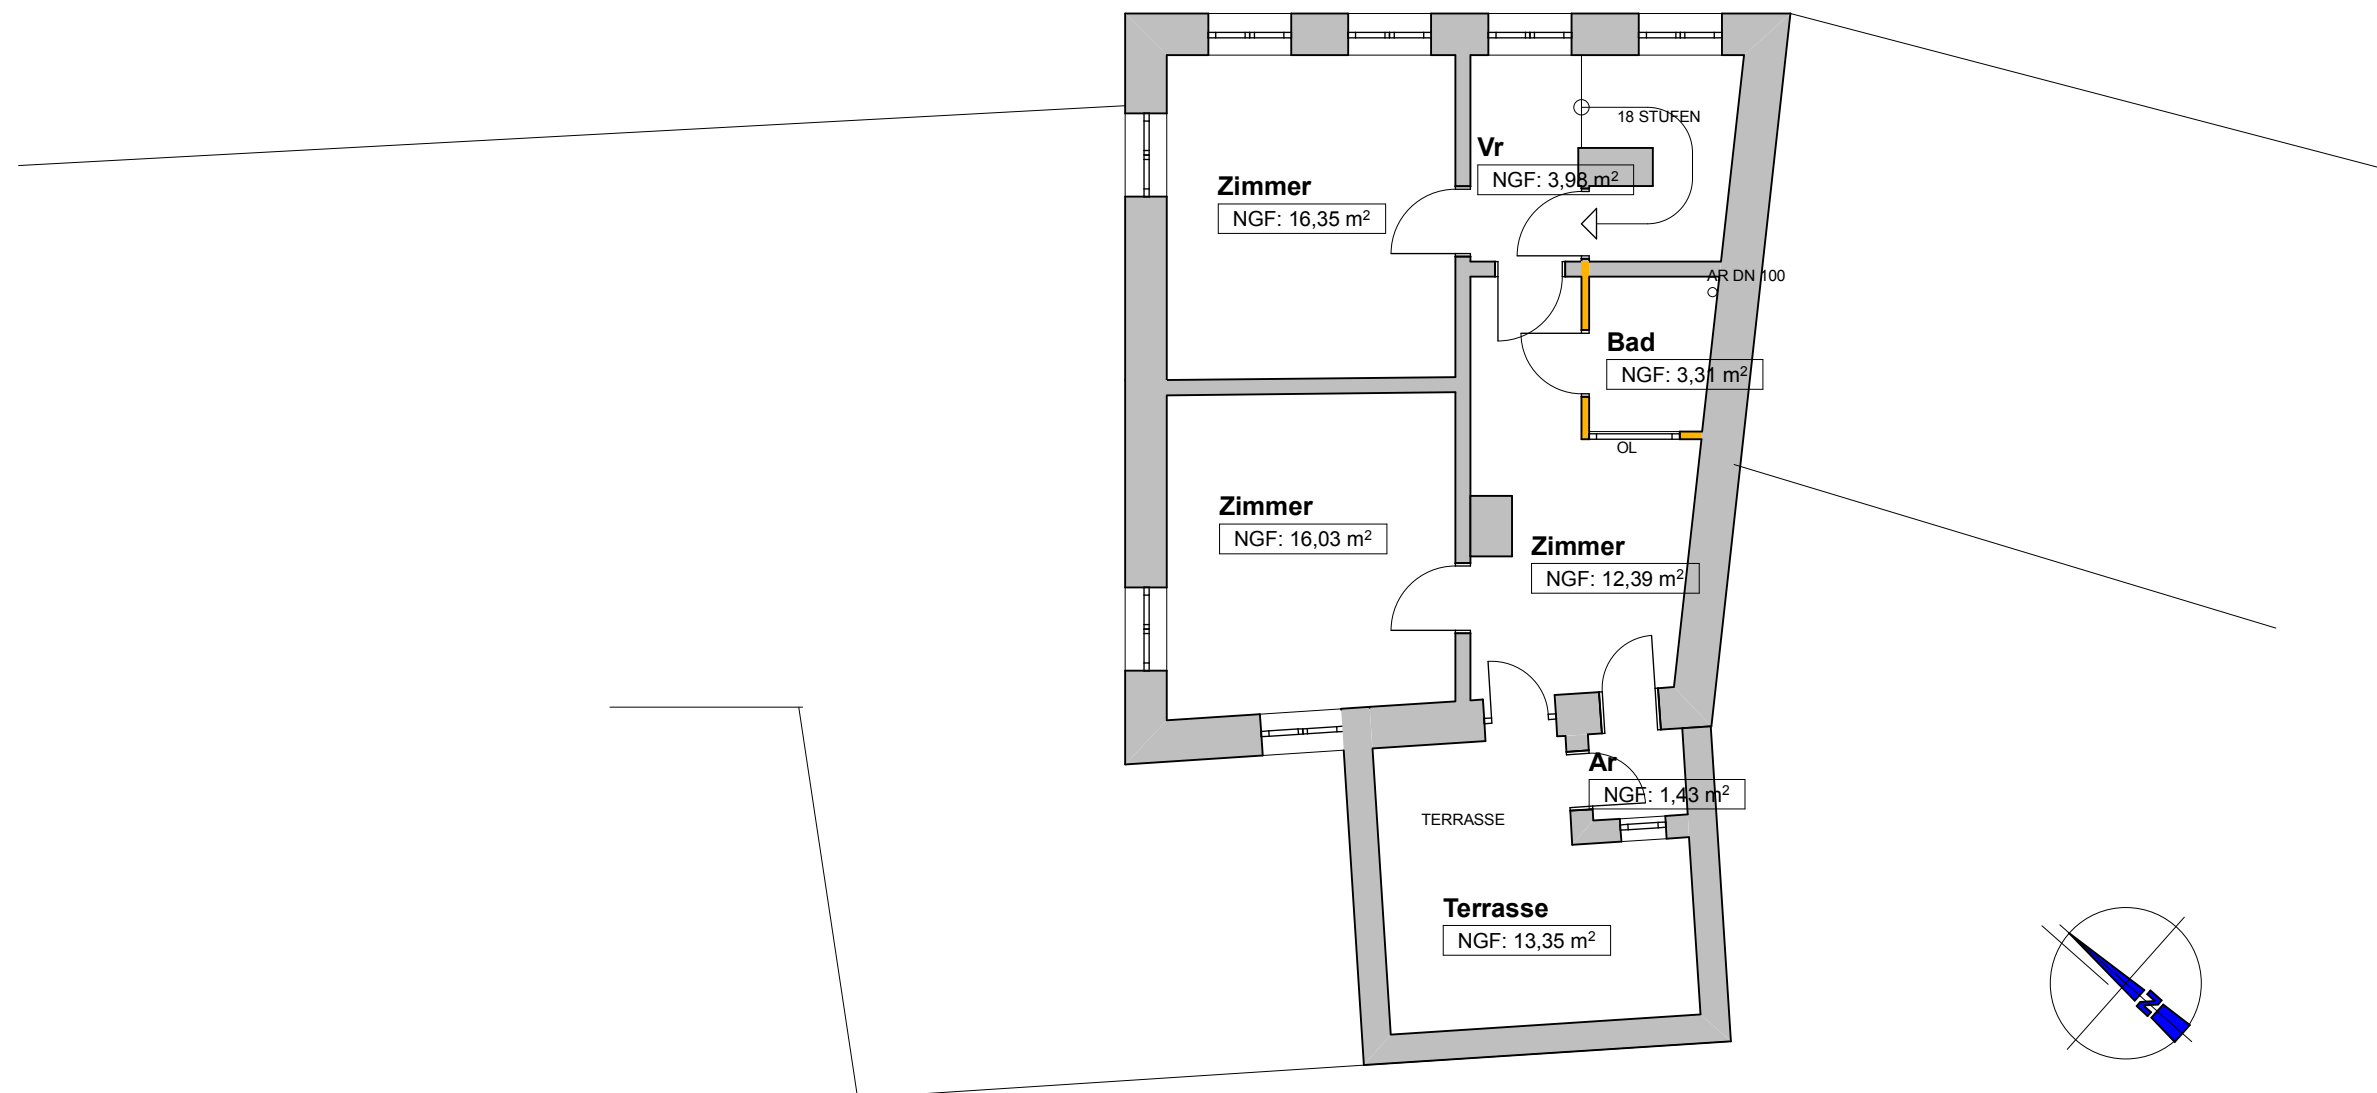 18 STUFEN
Vr
NGF: 3,98 m²
Zimmer
NGF: 16,35 m²
AR DN 100
Bad
NGF: 3,31 m²
OL
Zimmer
NGF: 16,03 m²
Zimmer
NGF: 12,39 m²
Ar
NGF: 1,43 m²
TERRASSE
Terrasse
NGF: 13,35 m²
N